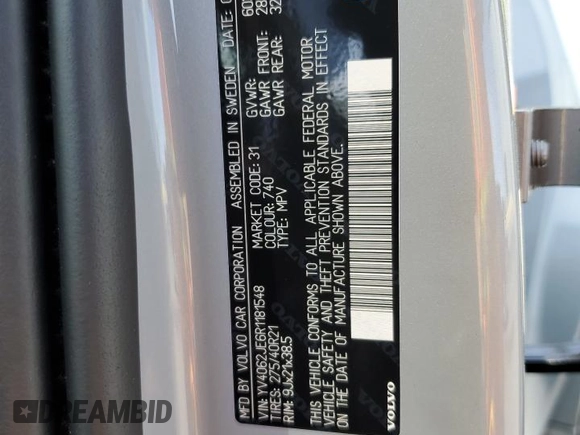 MFD BY VOLVO CAR CORPORATION ASSEMBLED IN SWEDEN DATE:
VIN: YV4062JE6R1181548 GVWR:
TIRES: 275/40R21 MARKET CODE: 31 GAWR FRONT:
RIM: 9Jx21x38.5 COLOUR: 740 GAWR REAR:
TYPE: MPV
THIS VEHICLE CONFORMS TO ALL APPLICABLE FEDERAL MOTOR
VEHICLE SAFETY AND THEFT PREVENTION STANDARDS IN EFFECT
ON THE DATE OF MANUFACTURE SHOWN ABOVE.
VOLVO
BIDCARS